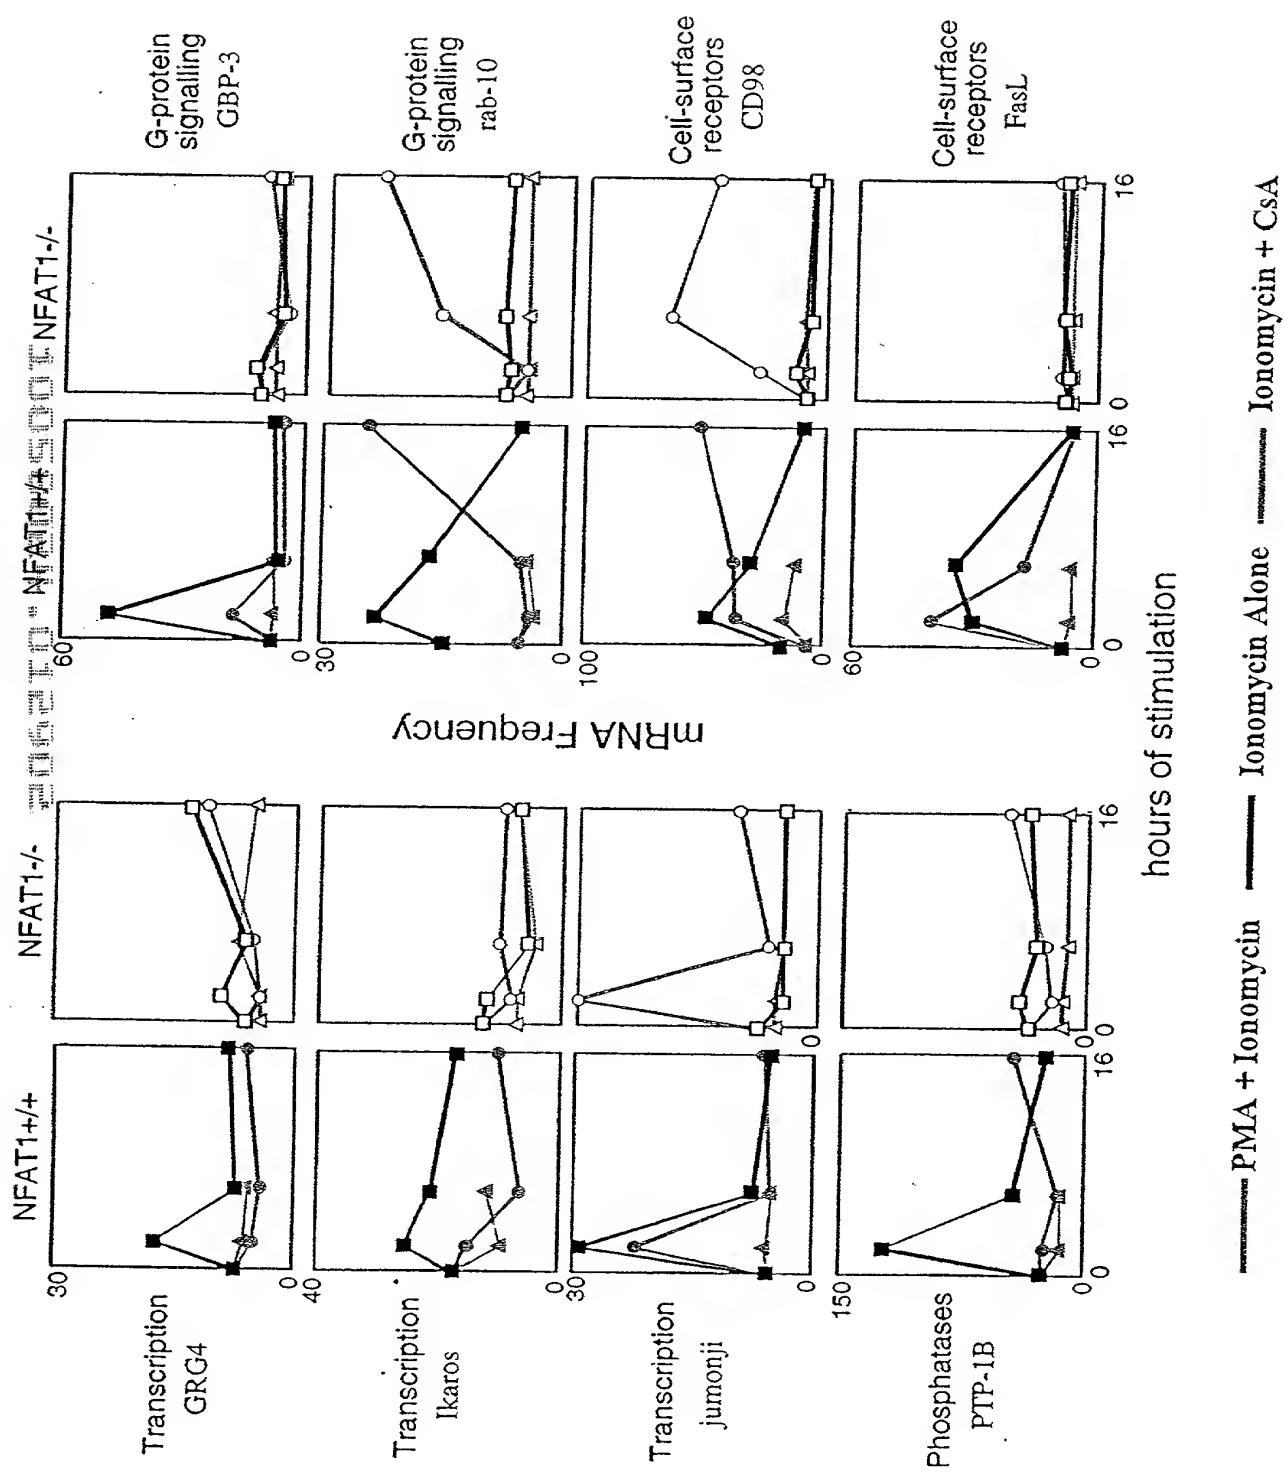 NFAT1+/+
NFAT1-/-
NFAT1+/+
NFAT1-/-
Transcription
GRG4
30
0
Transcription
Ikaros
40
0
Transcription
jumonji
30
0
Phosphatases
PTP-1B
150
0
0
16
0
16
mRNA Frequency
60
0
G-protein
signalling
GBP-3
30
0
G-protein
signalling
rab-10
100
0
Cell-surface
receptors
CD98
60
0
Cell-surface
receptors
FasL
0
16
0
16
hours of stimulation
PMA + Ionomycin
Ionomycin Alone
Ionomycin + CsA